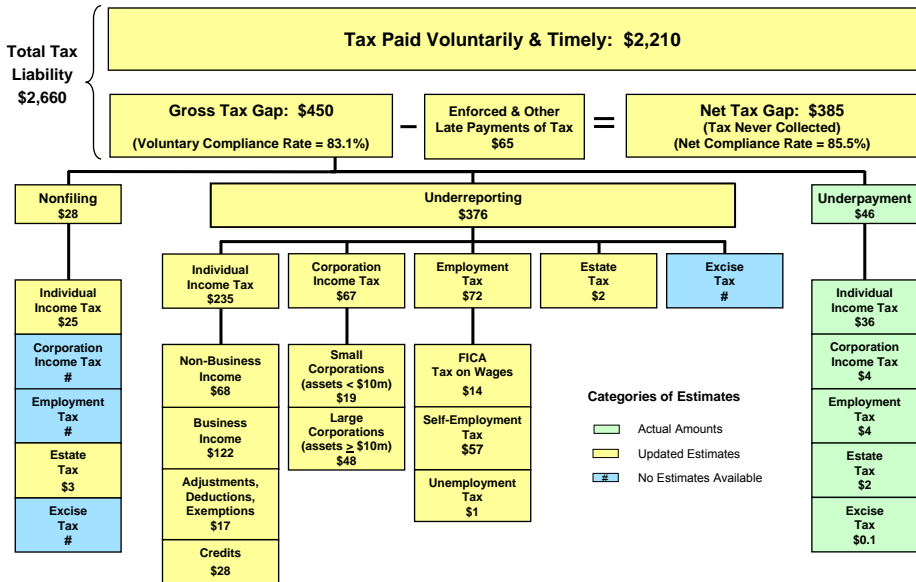 Tax Paid Voluntarily & Timely: $2,210
Total Tax
Liability
$2,660
Gross Tax Gap: $450
(Voluntary Compliance Rate = 83.1%)
–
Enforced & Other
Late Payments of Tax
$65
=
Net Tax Gap: $385
(Tax Never Collected)
(Net Compliance Rate = 85.5%)
Nonfiling
$28
Underreporting
$376
Underpayment
$46
Individual
Income Tax
$25
Corporation
Income Tax
#
Employment
Tax
#
Estate
Tax
$3
Excise
Tax
#
Individual
Income Tax
$235
Corporation
Income Tax
$67
Employment
Tax
$72
Estate
Tax
$2
Excise
Tax
#
Non-Business
Income
$68
Business
Income
$122
Adjustments,
Deductions,
Exemptions
$17
Credits
$28
Small
Corporations
(assets < $10m)
$19
Large
Corporations
(assets ≥ $10m)
$48
FICA
Tax on Wages
$14
Self-Employment
Tax
$57
Unemployment
Tax
$1
Categories of Estimates
Actual Amounts
Updated Estimates
# No Estimates Available
Individual
Income Tax
$36
Corporation
Income Tax
$4
Employment
Tax
$4
Estate
Tax
$2
Excise
Tax
$0.1